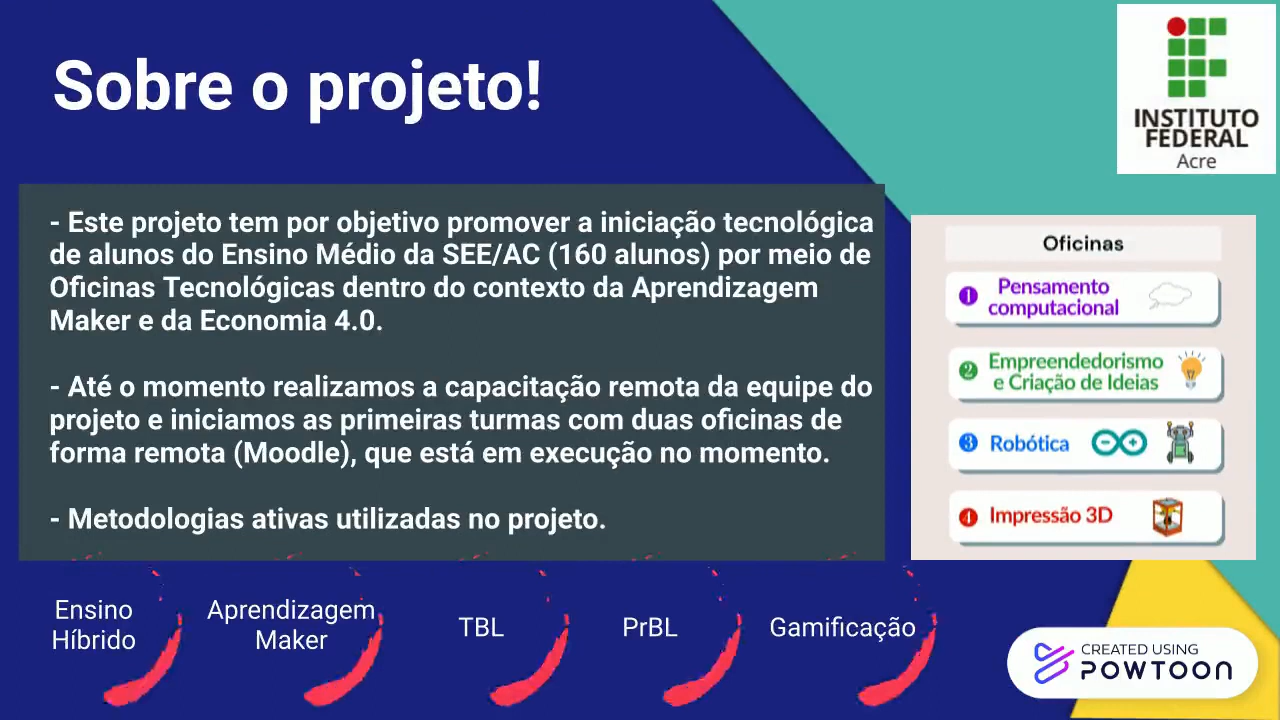 Sobre o projeto!
INSTITUTO
FEDERAL
Acre
- Este projeto tem por objetivo promover a iniciação tecnológica
de alunos do Ensino Médio da SEE/AC (160 alunos) por meio de
Oficinas Tecnológicas dentro do contexto da Aprendizagem
Maker e da Economia 4.0.
- Até o momento realizamos a capacitação remota da equipe do
projeto e iniciamos as primeiras turmas com duas oficinas de
forma remota (Moodle), que está em execução no momento.
- Metodologias ativas utilizadas no projeto.
Oficinas
1 Pensamento
computacional
2 Empreendedorismo
e Criação de Ideias
3 Robótica
4 Impressão 3D
Ensino
Híbrido
Aprendizagem
Maker
TBL
PrBL
Gamificação
CREATED USING
POWTOON